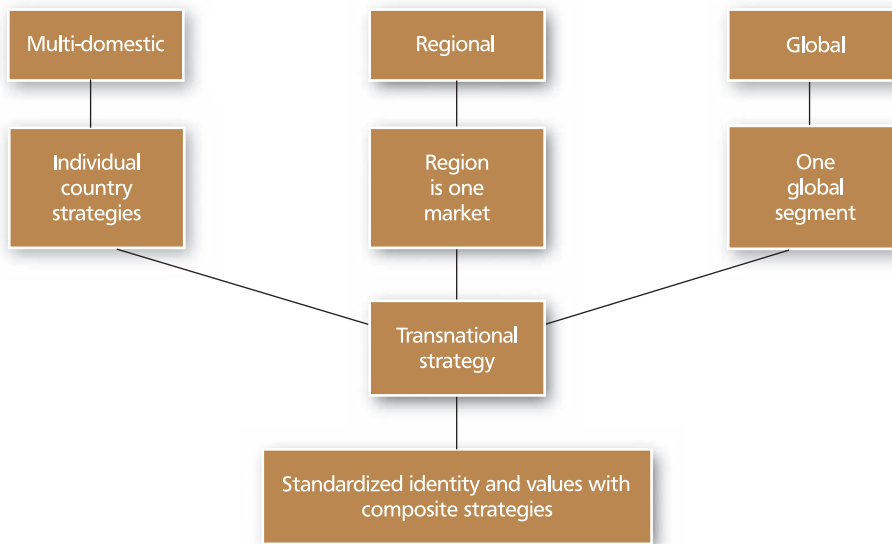 Multi-domestic
Regional
Global
Individual
country
strategies
Region
is one
market
One
global
segment
Transnational
strategy
Standardized identity and values with
composite strategies